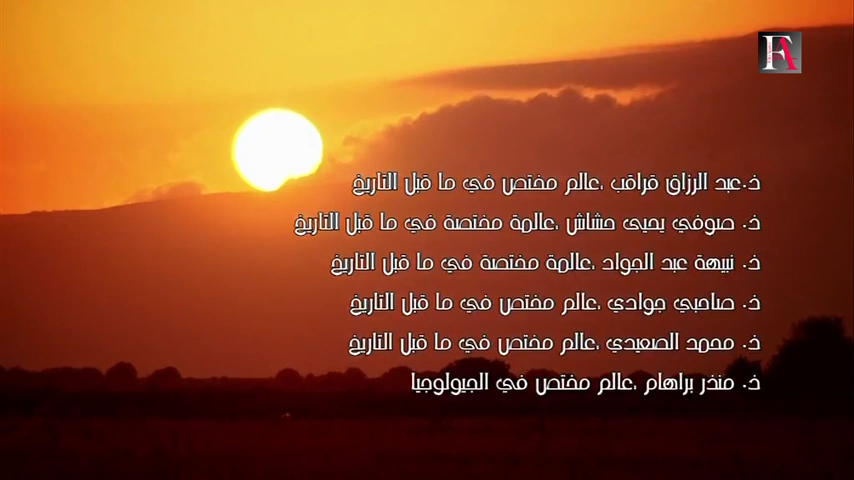 FA
د.عبد الرزاق قراقب ،عالم مختص في ما قبل التاريخ
د. صوفي يحيى حشاش ،عالمة مختصة في ما قبل التاريخ
د. نبيهة عبد الجواد ،عالمة مختصة في ما قبل التاريخ
د. صاحبي جوادي ،عالم مختص في ما قبل التاريخ
د. محمد الصعيدي ،عالم مختص في ما قبل التاريخ
د. منذر براهام ،عالم مختص في الجيولوجيا